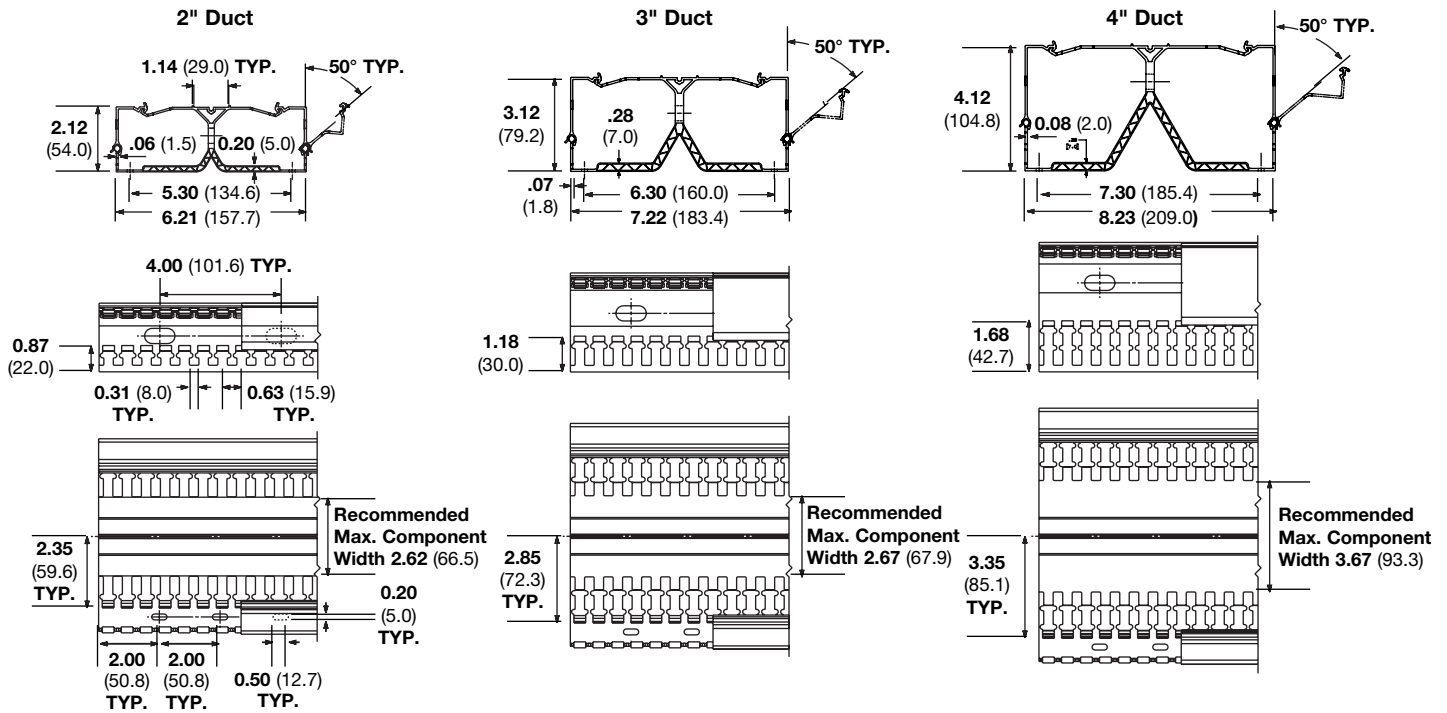 2" Duct
1.14 (29.0) TYP.
50° TYP.
2.12
(54.0)
.06 (1.5)
0.20 (5.0)
5.30 (134.6)
6.21 (157.7)
4.00 (101.6) TYP.
0.87
(22.0)
0.31 (8.0)
TYP.
0.63 (15.9)
TYP.
2.35
(59.6)
TYP.
Recommended
Max. Component
Width 2.62 (66.5)
0.20
(5.0)
TYP.
2.00
(50.8)
TYP.
2.00
(50.8)
TYP.
0.50 (12.7)
TYP.
3" Duct
50° TYP.
3.12
(79.2)
.28
(7.0)
.07
(1.8)
6.30 (160.0)
7.22 (183.4)
1.18
(30.0)
2.85
(72.3)
TYP.
Recommended
Max. Component
Width 2.67 (67.9)
4" Duct
50° TYP.
4.12
(104.8)
0.08 (2.0)
7.30 (185.4)
8.23 (209.0)
1.68
(42.7)
3.35
(85.1)
TYP.
Recommended
Max. Component
Width 3.67 (93.3)